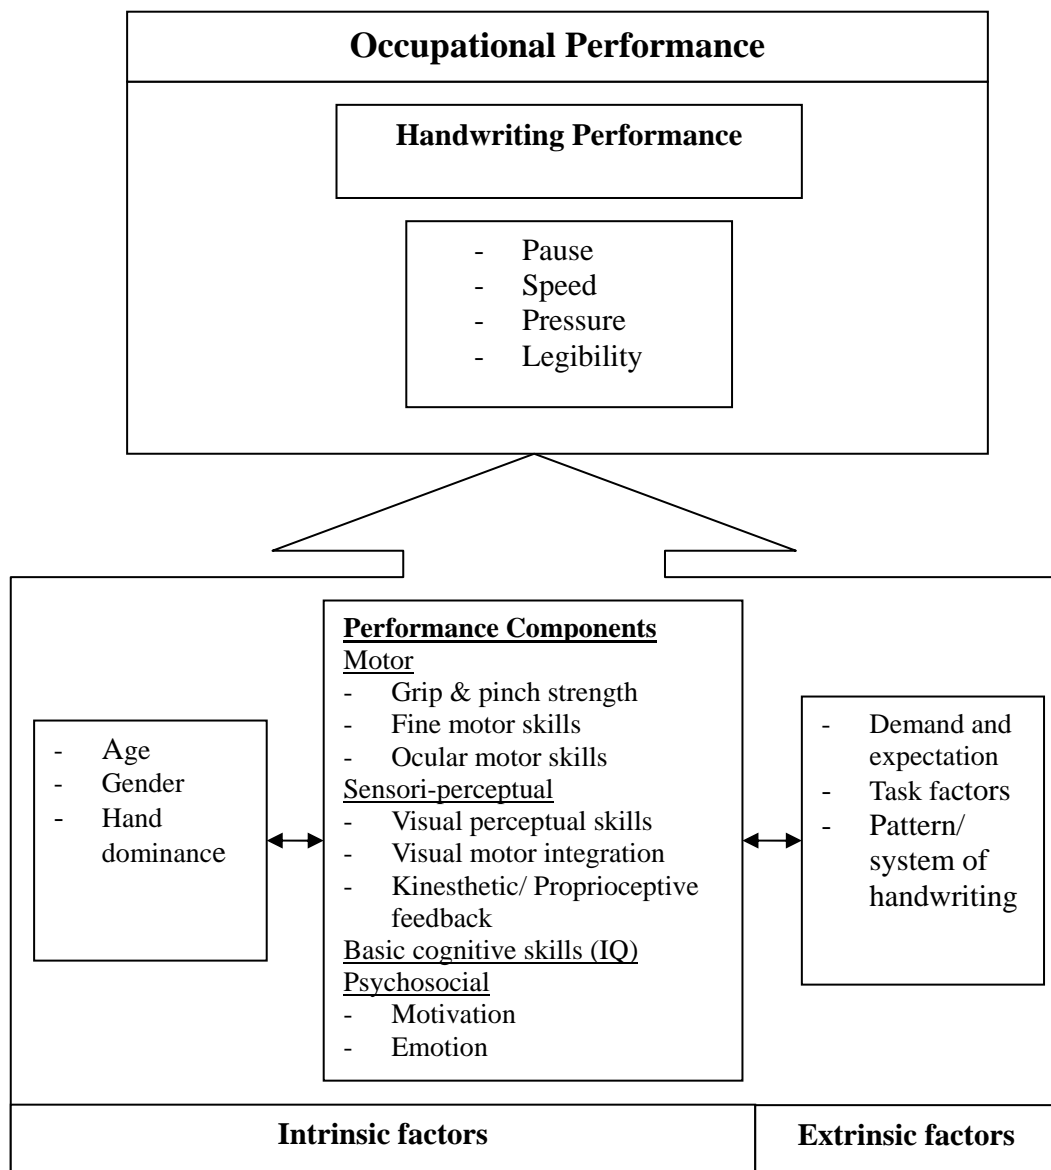 Occupational Performance
Handwriting Performance
- Pause
- Speed
- Pressure
- Legibility
- Age
- Gender
- Hand
dominance
Performance Components
Motor
- Grip & pinch strength
- Fine motor skills
- Ocular motor skills
Sensori-perceptual
- Visual perceptual skills
- Visual motor integration
- Kinesthetic/ Proprioceptive
feedback
Basic cognitive skills (IQ)
Psychosocial
- Motivation
- Emotion
- Demand and
expectation
- Task factors
- Pattern/
system of
handwriting
Intrinsic factors
Extrinsic factors